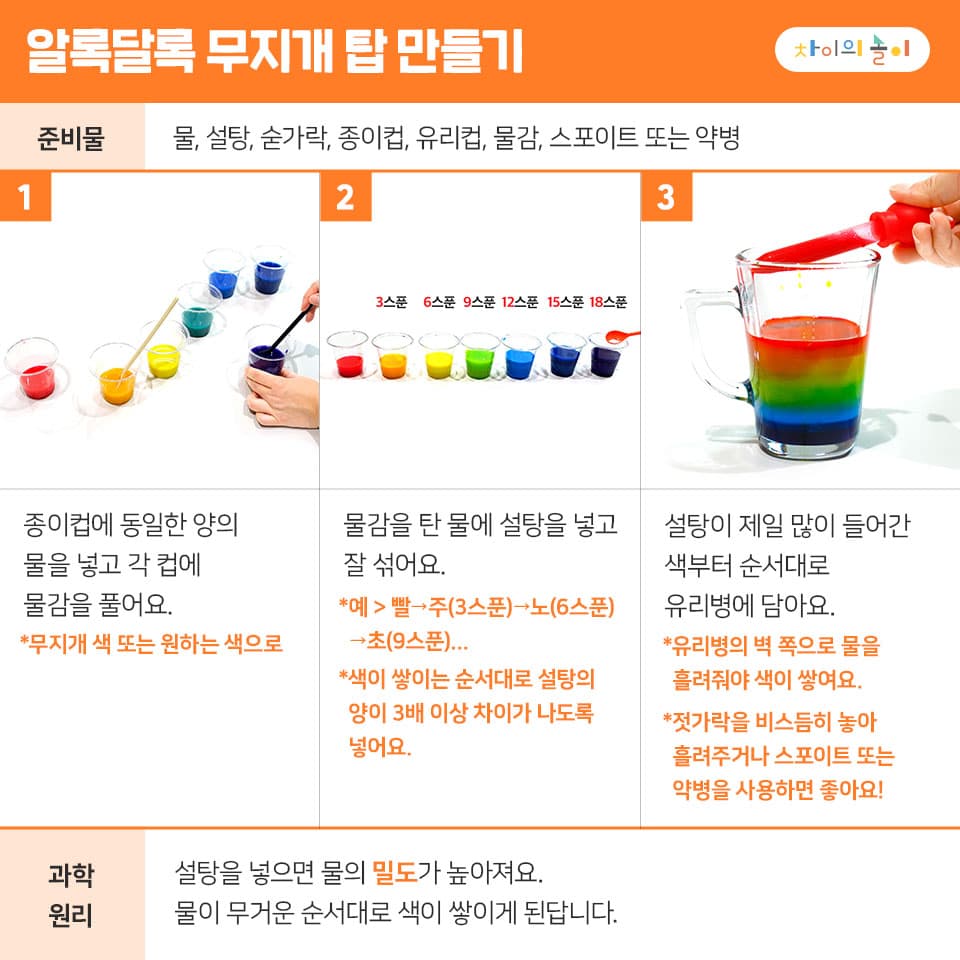 알록달록 무지개 탑 만들기
차이의 놀이
준비물
물, 설탕, 숟가락, 종이컵, 유리컵, 물감, 스포이트 또는 약병
1
2
3
3스푼 6스푼 9스푼 12스푼 15스푼 18스푼
종이컵에 동일한 양의
물을 넣고 각 컵에
물감을 풀어요.
*무지개 색 또는 원하는 색으로
물감을 탄 물에 설탕을 넣고
잘 섞어요.
*예 > 빨→주(3스푼)→노(6스푼)
→초(9스푼)...
*색이 쌓이는 순서대로 설탕의
양이 3배 이상 차이가 나도록
넣어요.
설탕이 제일 많이 들어간
색부터 순서대로
유리병에 담아요.
*유리병의 벽 쪽으로 물을
흘려줘야 색이 쌓여요.
*젓가락을 비스듬히 놓아
흘려주거나 스포이트 또는
약병을 사용하면 좋아요!
과학
원리
설탕을 넣으면 물의 밀도가 높아져요.
물이 무거운 순서대로 색이 쌓이게 된답니다.